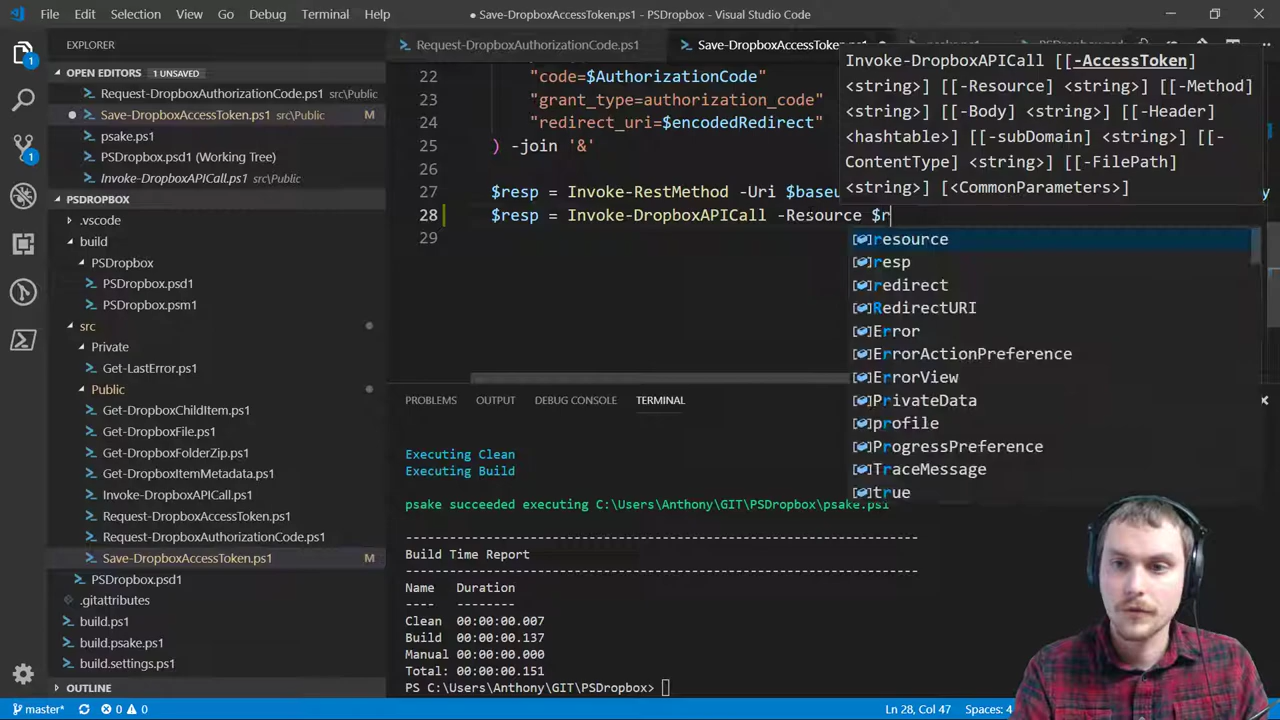 File Edit Selection View Go Debug Terminal Help
● Save-DropboxAccessToken.ps1 - PSDropbox - Visual Studio Code
EXPLORER
OPEN EDITORS 1 UNSAVED
Request-DropboxAuthorizationCode.ps1 src\Public
Save-DropboxAccessToken.ps1 src\Public M
psake.ps1
PSDropbox.psd1 (Working Tree)
Invoke-DropboxAPICall.ps1 src\Public
PSDROPBOX
.vscode
build
PSDropbox
PSDropbox.psd1
PSDropbox.psm1
src
Private
Get-LastError.ps1
Public
Get-DropboxChildItem.ps1
Get-DropboxFile.ps1
Get-DropboxFolderZip.ps1
Get-DropboxItemMetadata.ps1
Invoke-DropboxAPICall.ps1
Request-DropboxAccessToken.ps1
Request-DropboxAuthorizationCode.ps1
Save-DropboxAccessToken.ps1 M
PSDropbox.psd1
.gitattributes
build.ps1
build.psake.ps1
build.settings.ps1
OUTLINE
Request-DropboxAuthorizationCode.ps1 Save-DropboxAccessToken.ps1
22 "code=$AuthorizationCode"
23 "grant_type=authorization_code"
24 "redirect_uri=$encodedRedirect"
25 ) -join '&'
26
27 $resp = Invoke-RestMethod -Uri $baseu
28 $resp = Invoke-DropboxAPICall -Resource $r
29
Invoke-DropboxAPICall [[-AccessToken]
<string>] [[-Resource] <string>] [[-Method]
<string>] [[-Body] <string>] [[-Header]
<hashtable>] [[-subDomain] <string>] [[-
ContentType] <string>] [[-FilePath]
<string>] [<CommonParameters>]
resource
resp
redirect
RedirectURI
Error
ErrorActionPreference
ErrorView
PrivateData
profile
ProgressPreference
TraceMessage
true
PROBLEMS OUTPUT DEBUG CONSOLE TERMINAL
Executing Clean
Executing Build
psake succeeded executing C:\Users\Anthony\GIT\PSDropbox\psake.ps1
----------------------------------------------------------------------
Build Time Report
----------------------------------------------------------------------
Name Duration
---- --------
Clean 00:00:00.007
Build 00:00:00.137
Manual 00:00:00.000
Total: 00:00:00.151
PS C:\Users\Anthony\GIT\PSDropbox>
master* 0 0 Ln 28, Col 47 Spaces: 4